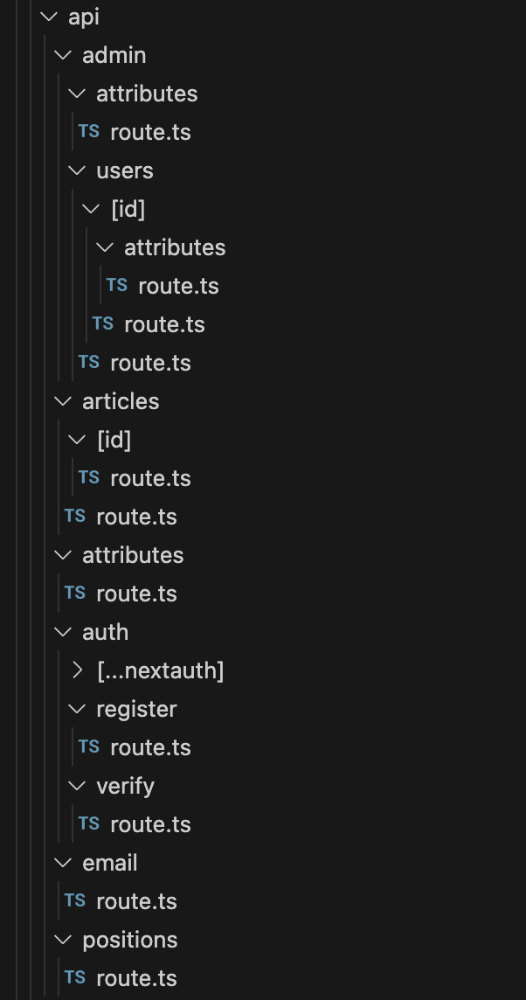 api
admin
attributes
TS route.ts
users
[id]
attributes
TS route.ts
TS route.ts
TS route.ts
articles
[id]
TS route.ts
TS route.ts
attributes
TS route.ts
auth
[...nextauth]
register
TS route.ts
verify
TS route.ts
email
TS route.ts
positions
TS route.ts